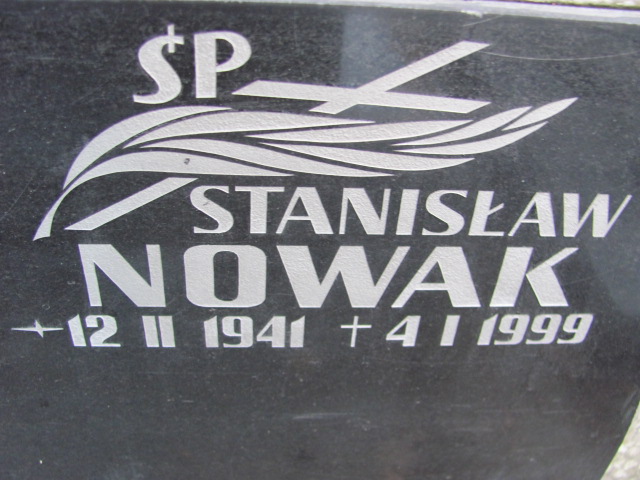 ŚP
STANISŁAW
NOWAK
12 II 1941 † 4 I 1999